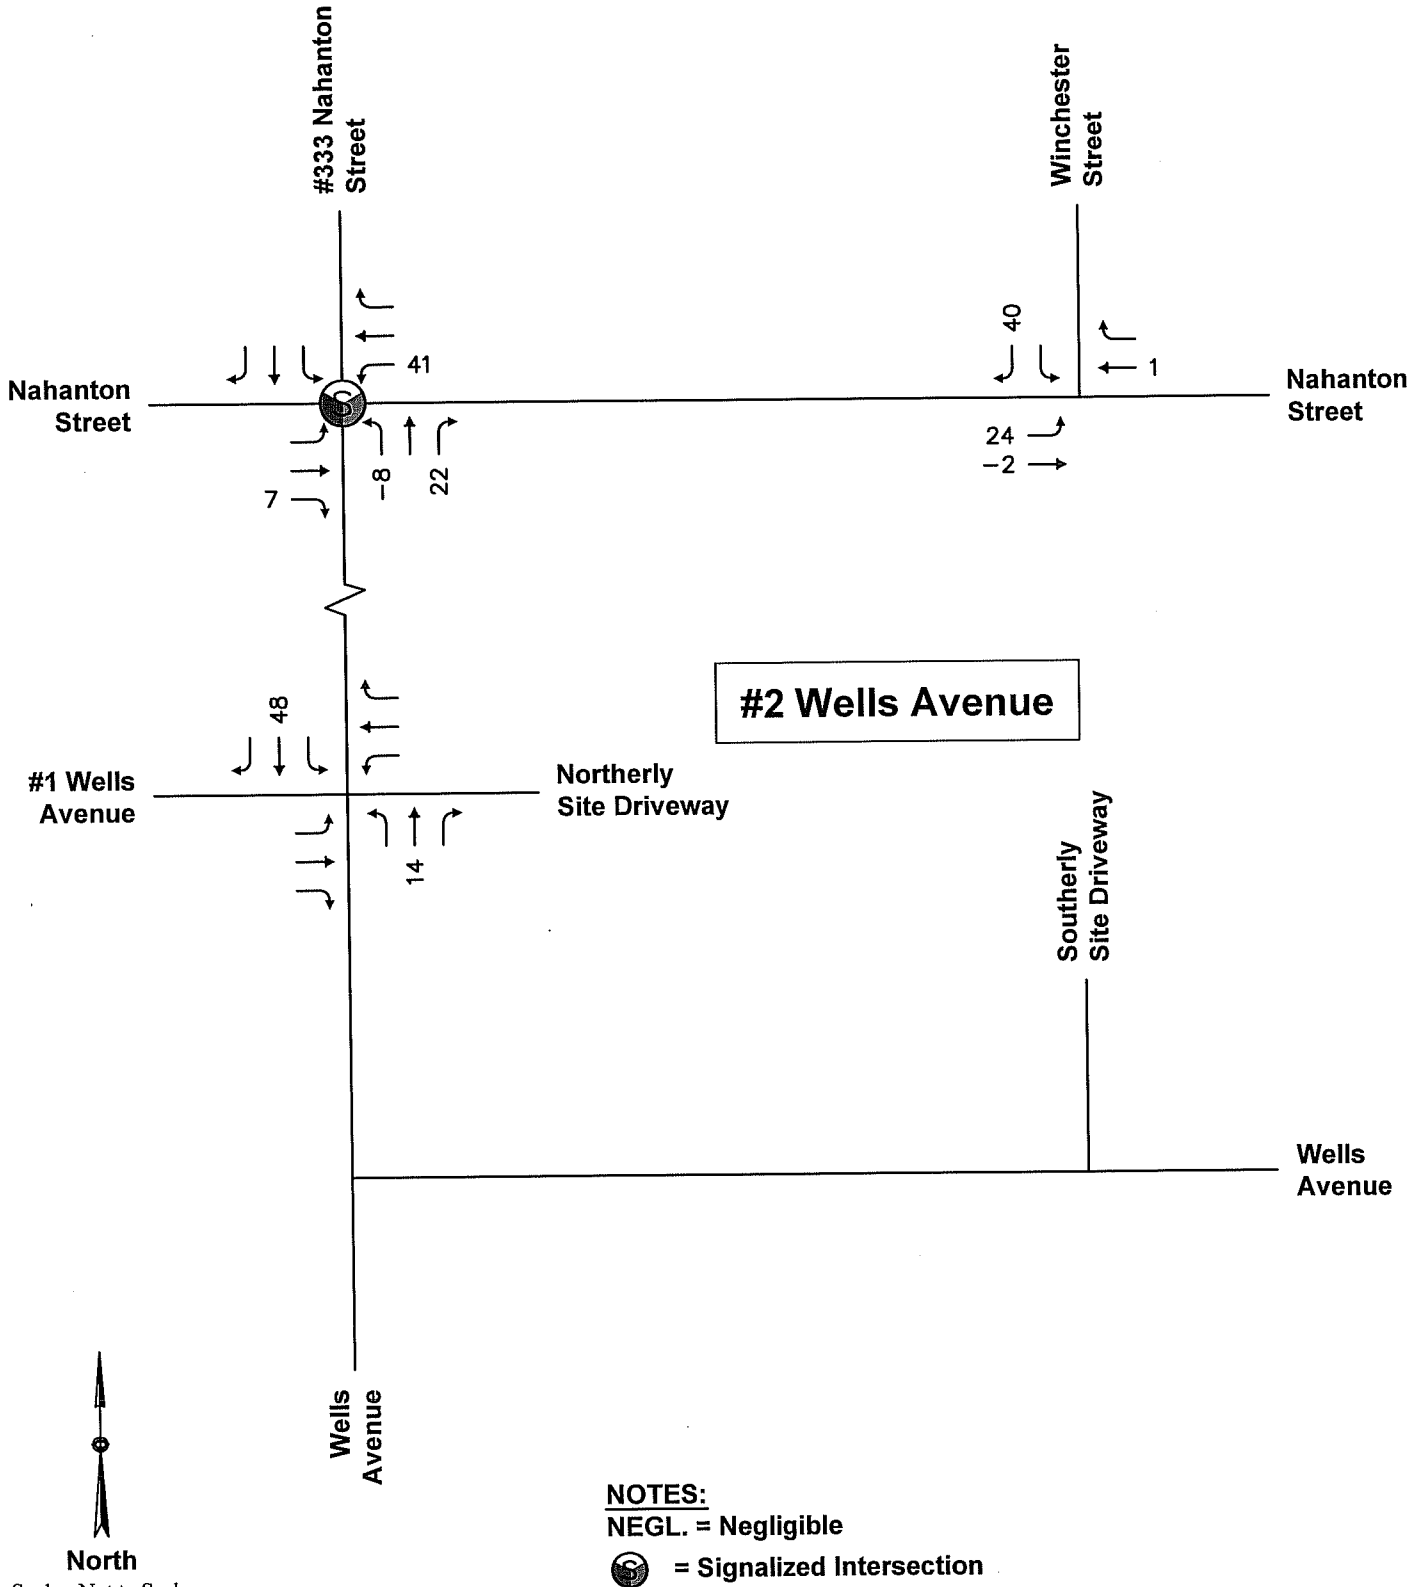 #333 Nahanton
Street
Winchester
Street
40
41
1
Nahanton
Street
S
Nahanton
Street
7
-8
22
24
-2
#2 Wells Avenue
48
#1 Wells
Avenue
Northerly
Site Driveway
14
Southerly
Site Driveway
Wells
Avenue
Wells
Avenue
North
NOTES:
NEGL. = Negligible
S = Signalized Intersection